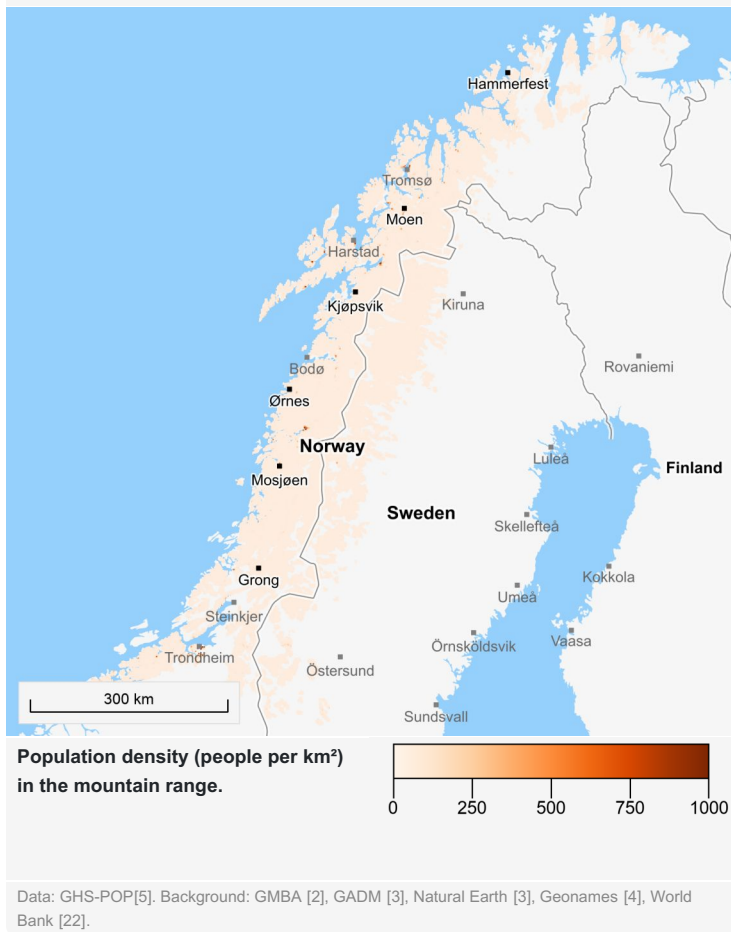 Hammerfest
Tromsø
Moen
Harstad
Kjøpsvik
Kiruna
Bodø
Rovaniemi
Ørnes
Norway
Luleå
Finland
Mosjøen
Sweden
Skellefteå
Grong
Kokkola
Umeå
Steinkjer
Örnsköldsvik
Vaasa
Trondheim
Östersund
300 km
Sundsvall
Population density (people per km²)
in the mountain range.
0 250 500 750 1000
Data: GHS-POP[5]. Background: GMBA [2], GADM [3], Natural Earth [3], Geonames [4], World
Bank [22].